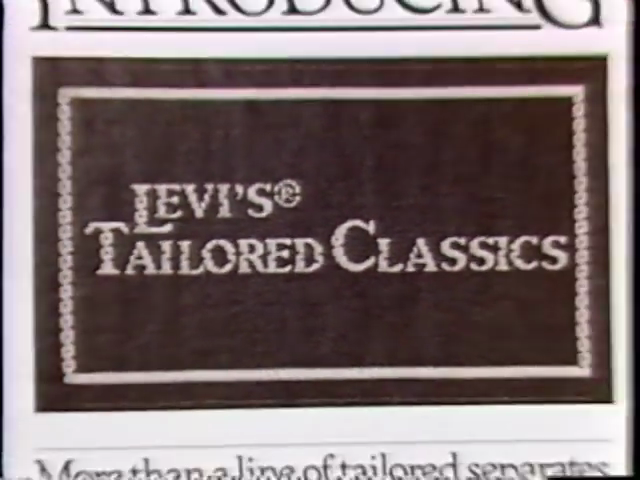 INTRODUCING
LEVI'S®
TAILORED CLASSICS
More than a line of tailored separates